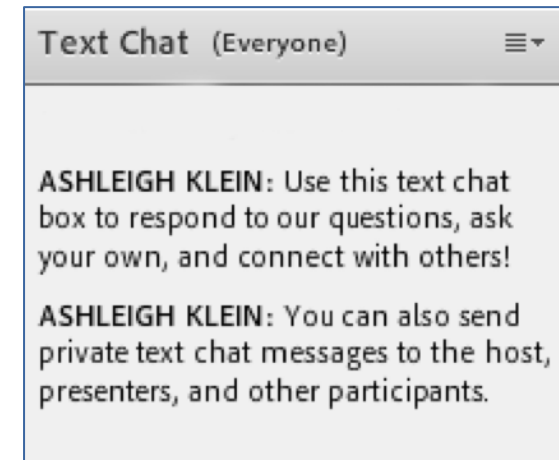 Text Chat (Everyone)
ASHLEIGH KLEIN: Use this text chat
box to respond to our questions, ask
your own, and connect with others!
ASHLEIGH KLEIN: You can also send
private text chat messages to the host,
presenters, and other participants.